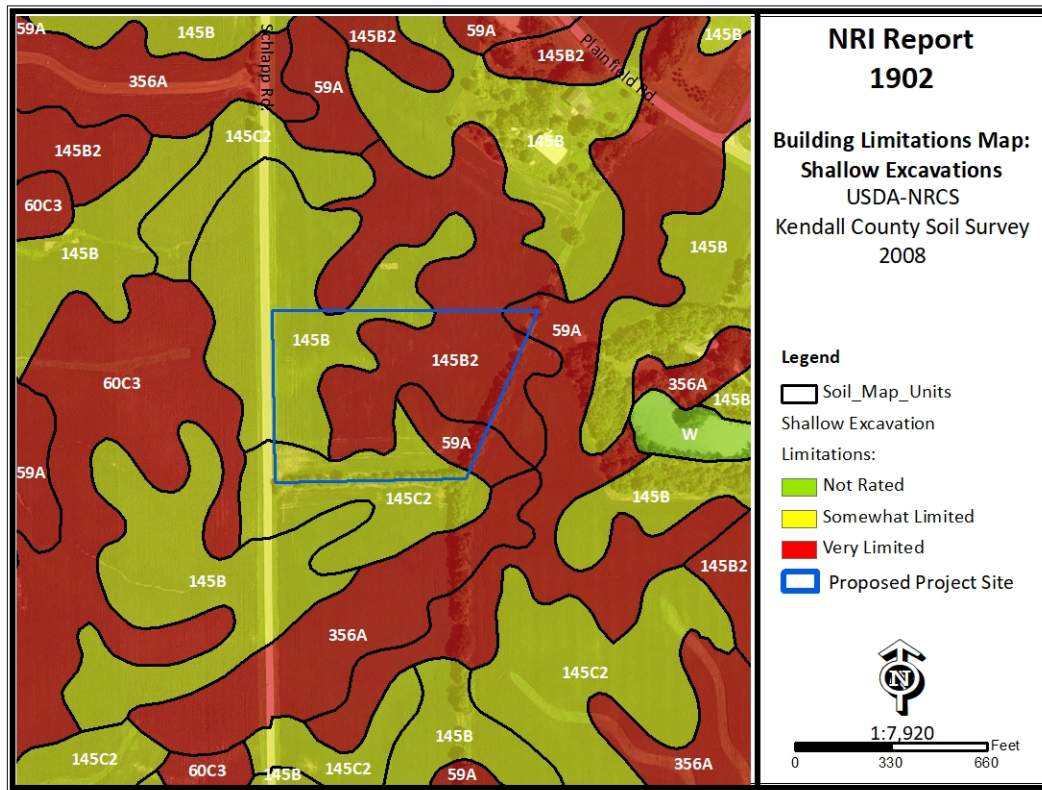 59A
145B
145B2
59A
145B
Schlapp Rd.
Plainfield Rd.
145B2
356A
59A
145C2
145B
145B2
60C3
145B
145B
59A
145B
145B2
356A
60C3
145B
W
59A
59A
145C2
145B
145B2
145B
356A
145C2
145B
145C2
145C2
60C3
145B
59A
356A
NRI Report
1902
Building Limitations Map:
Shallow Excavations
USDA-NRCS
Kendall County Soil Survey
2008
Legend
Soil_Map_Units
Shallow Excavation
Limitations:
Not Rated
Somewhat Limited
Very Limited
Proposed Project Site
N
1:7,920
Feet
0 330 660